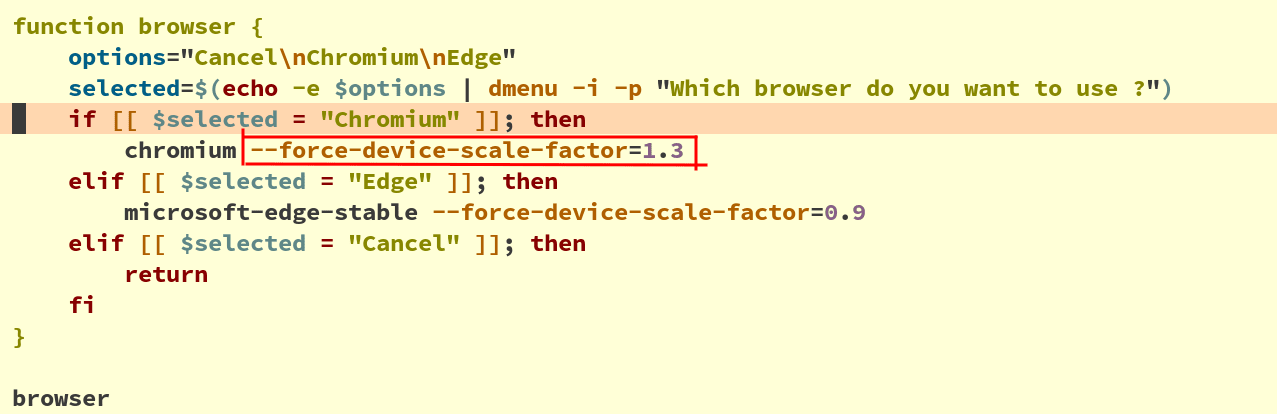 function browser {
    options="Cancel\nChromium\nEdge"
    selected=$(echo -e $options | dmenu -i -p "Which browser do you want to use ?")
    if [[ $selected = "Chromium" ]]; then
        chromium --force-device-scale-factor=1.3
    elif [[ $selected = "Edge" ]]; then
        microsoft-edge-stable --force-device-scale-factor=0.9
    elif [[ $selected = "Cancel" ]]; then
        return
    fi
}

browser